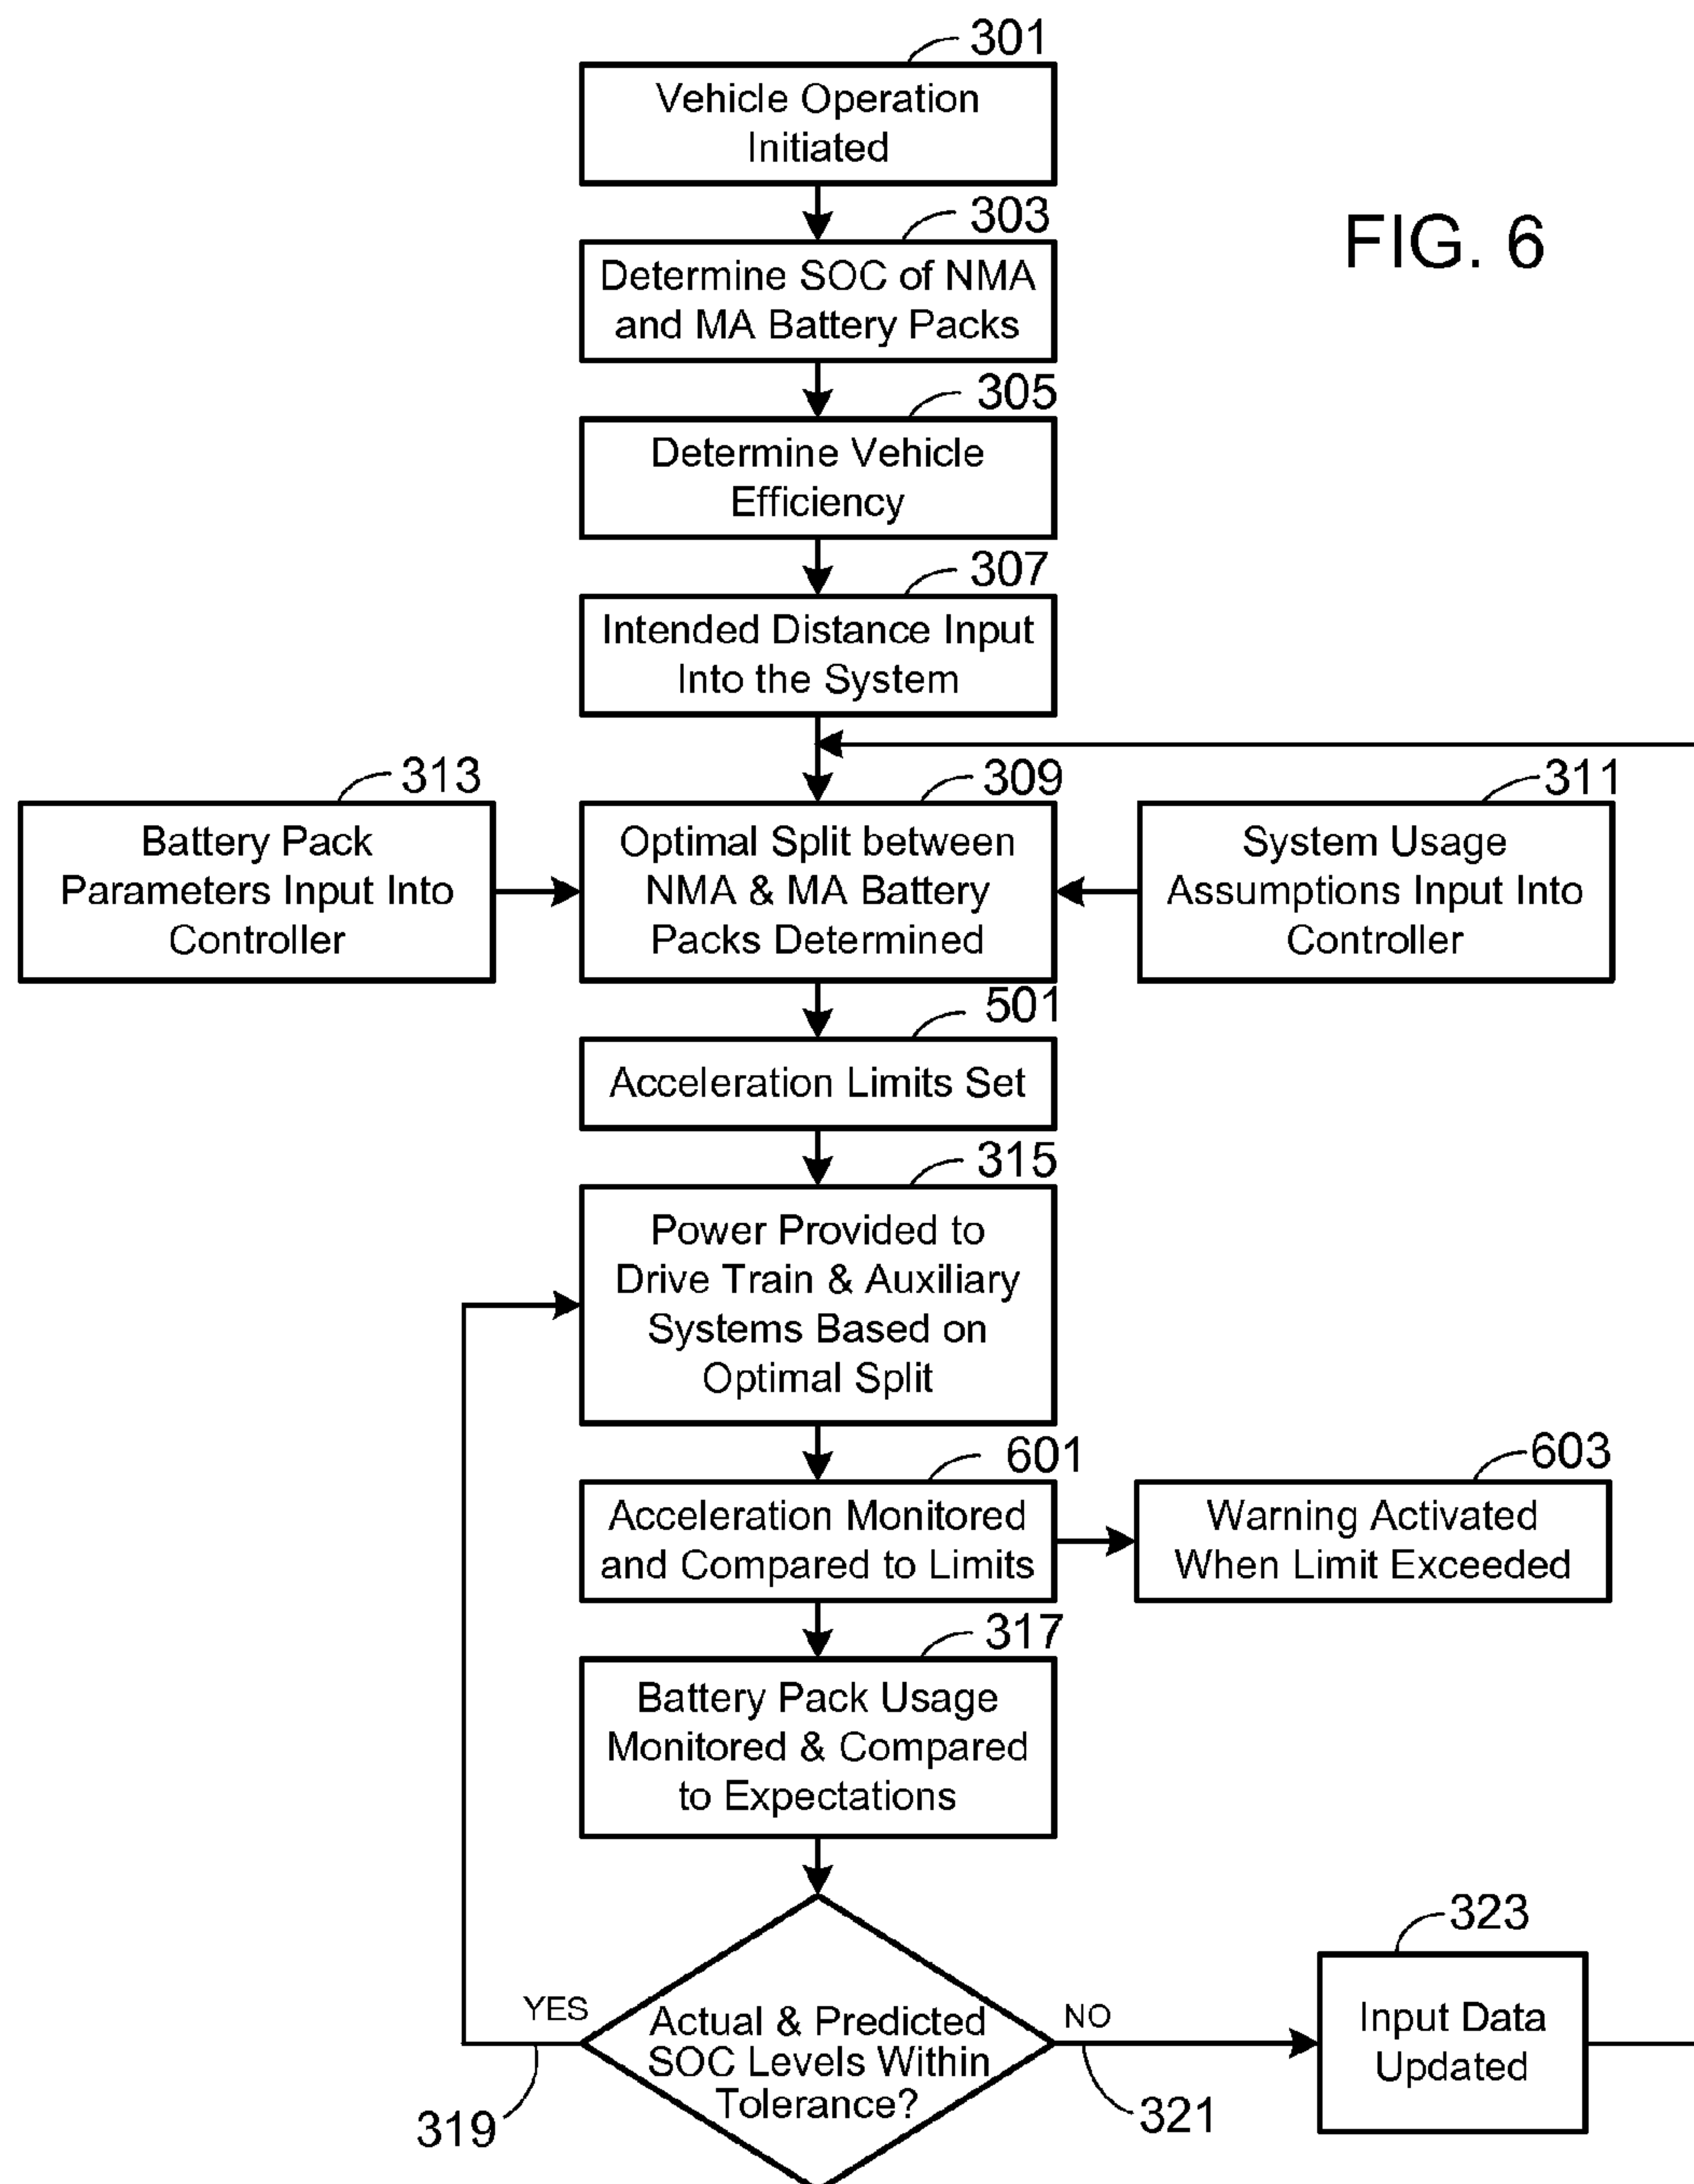 301
Vehicle Operation
Initiated
FIG. 6
303
Determine SOC of NMA
and MA Battery Packs
305
Determine Vehicle
Efficiency
307
Intended Distance Input
Into the System
313
Battery Pack
Parameters Input Into
Controller
309
Optimal Split between
NMA & MA Battery
Packs Determined
311
System Usage
Assumptions Input Into
Controller
501
Acceleration Limits Set
315
Power Provided to
Drive Train & Auxiliary
Systems Based on
Optimal Split
601
Acceleration Monitored
and Compared to Limits
603
Warning Activated
When Limit Exceeded
317
Battery Pack Usage
Monitored & Compared
to Expectations
YES
Actual & Predicted
SOC Levels Within
Tolerance?
NO
323
Input Data
Updated
319
321